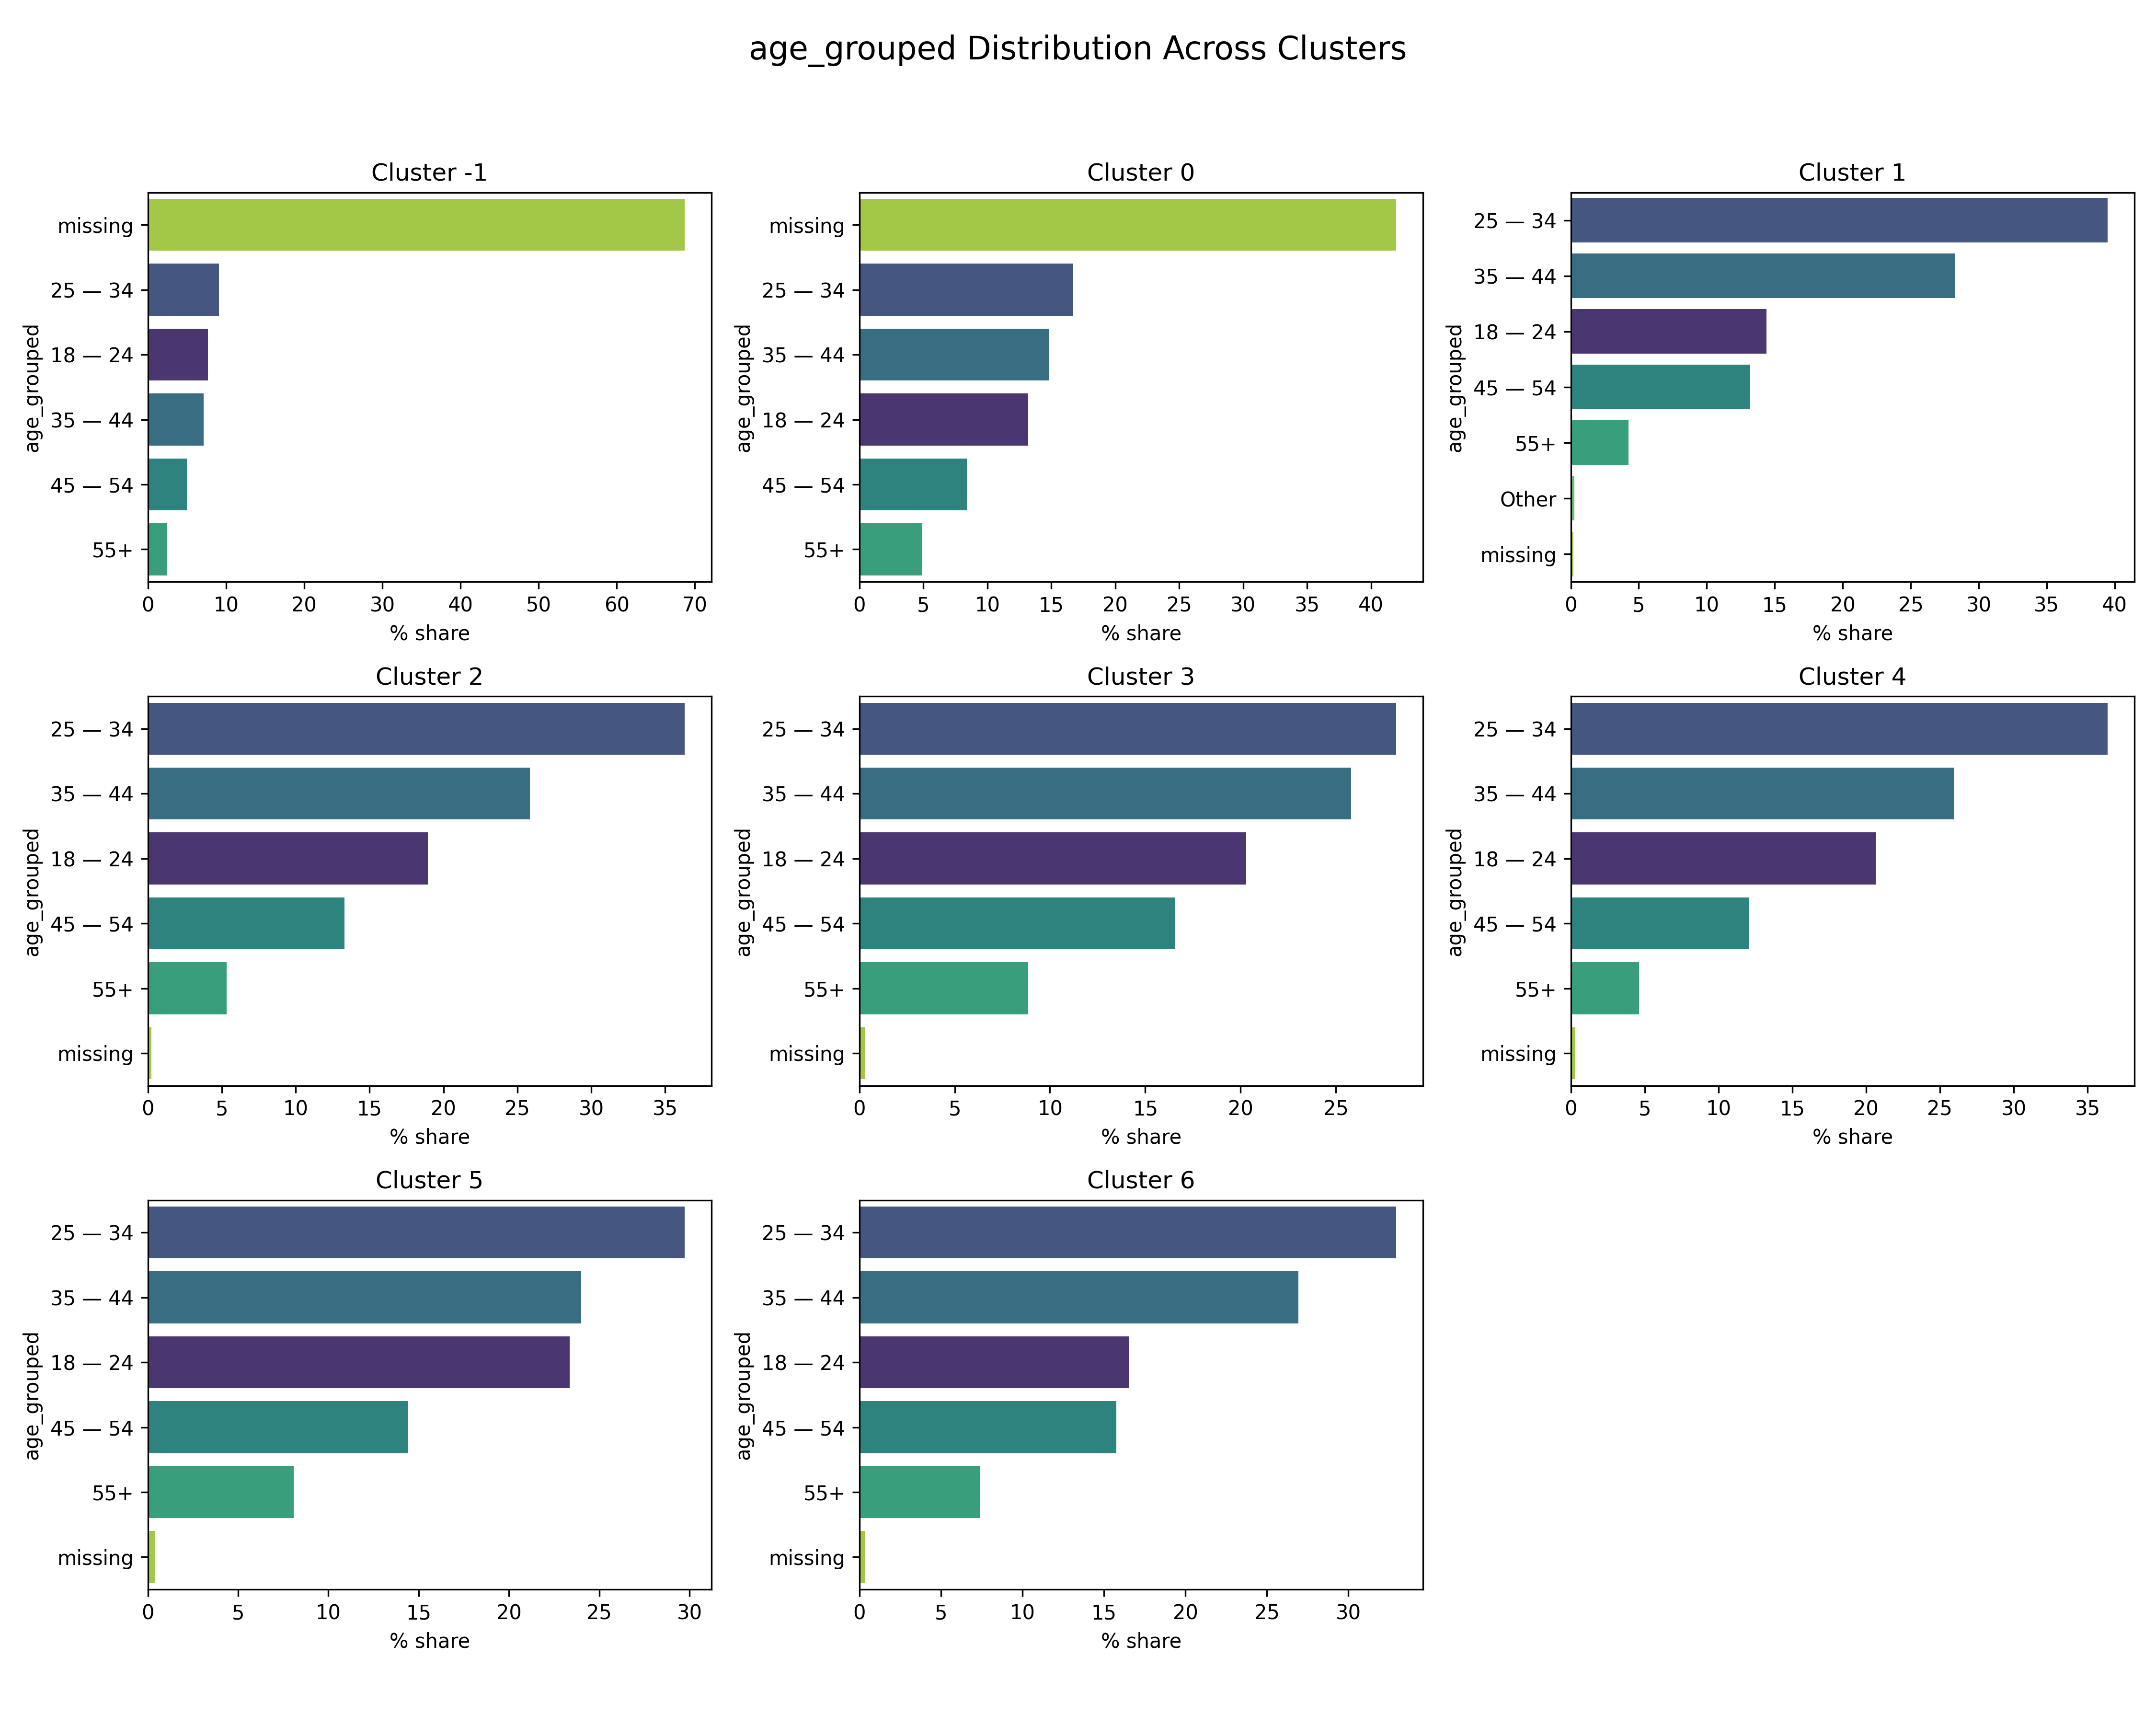 age_grouped Distribution Across Clusters
Cluster -1
age_grouped
missing
25 — 34
18 — 24
35 — 44
45 — 54
55+
0 10 20 30 40 50 60 70
% share
Cluster 0
age_grouped
missing
25 — 34
35 — 44
18 — 24
45 — 54
55+
0 5 10 15 20 25 30 35 40
% share
Cluster 1
age_grouped
25 — 34
35 — 44
18 — 24
45 — 54
55+
Other
missing
0 5 10 15 20 25 30 35 40
% share
Cluster 2
age_grouped
25 — 34
35 — 44
18 — 24
45 — 54
55+
missing
0 5 10 15 20 25 30 35
% share
Cluster 3
age_grouped
25 — 34
35 — 44
18 — 24
45 — 54
55+
missing
0 5 10 15 20 25
% share
Cluster 4
age_grouped
25 — 34
35 — 44
18 — 24
45 — 54
55+
missing
0 5 10 15 20 25 30 35
% share
Cluster 5
age_grouped
25 — 34
35 — 44
18 — 24
45 — 54
55+
missing
0 5 10 15 20 25 30
% share
Cluster 6
age_grouped
25 — 34
35 — 44
18 — 24
45 — 54
55+
missing
0 5 10 15 20 25 30
% share